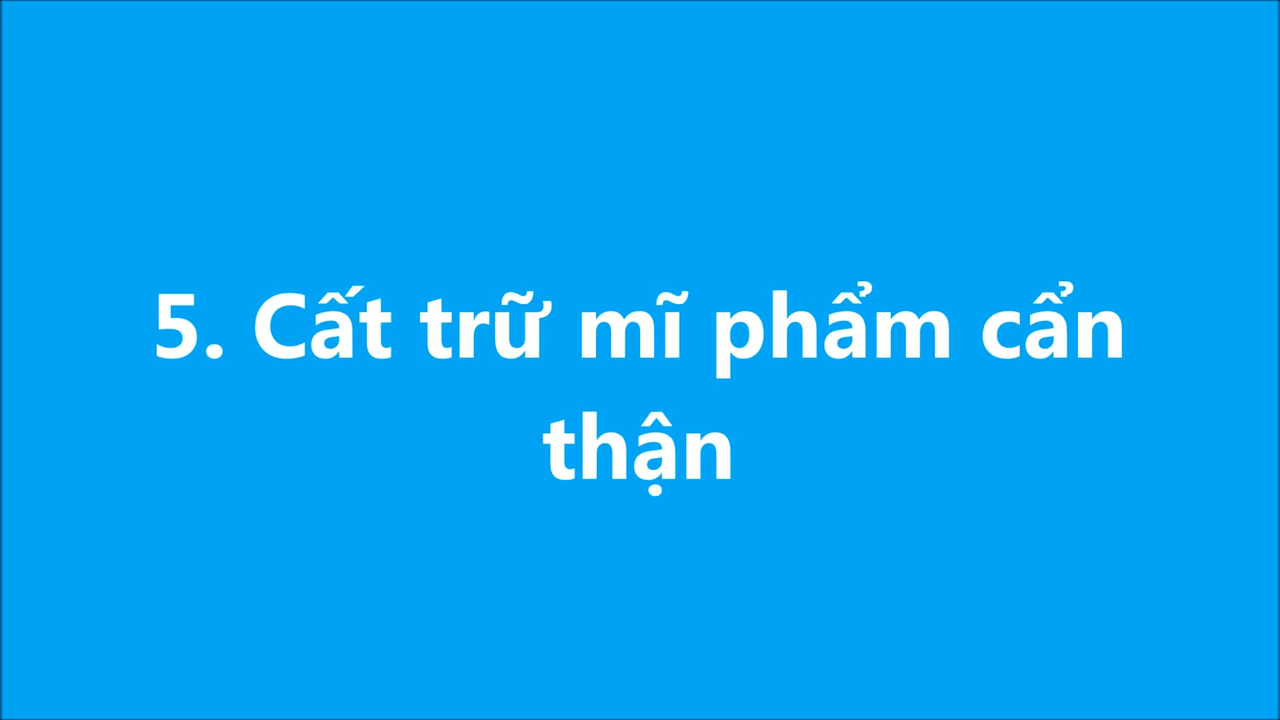 5. Cất trữ mĩ phẩm cẩn
thận